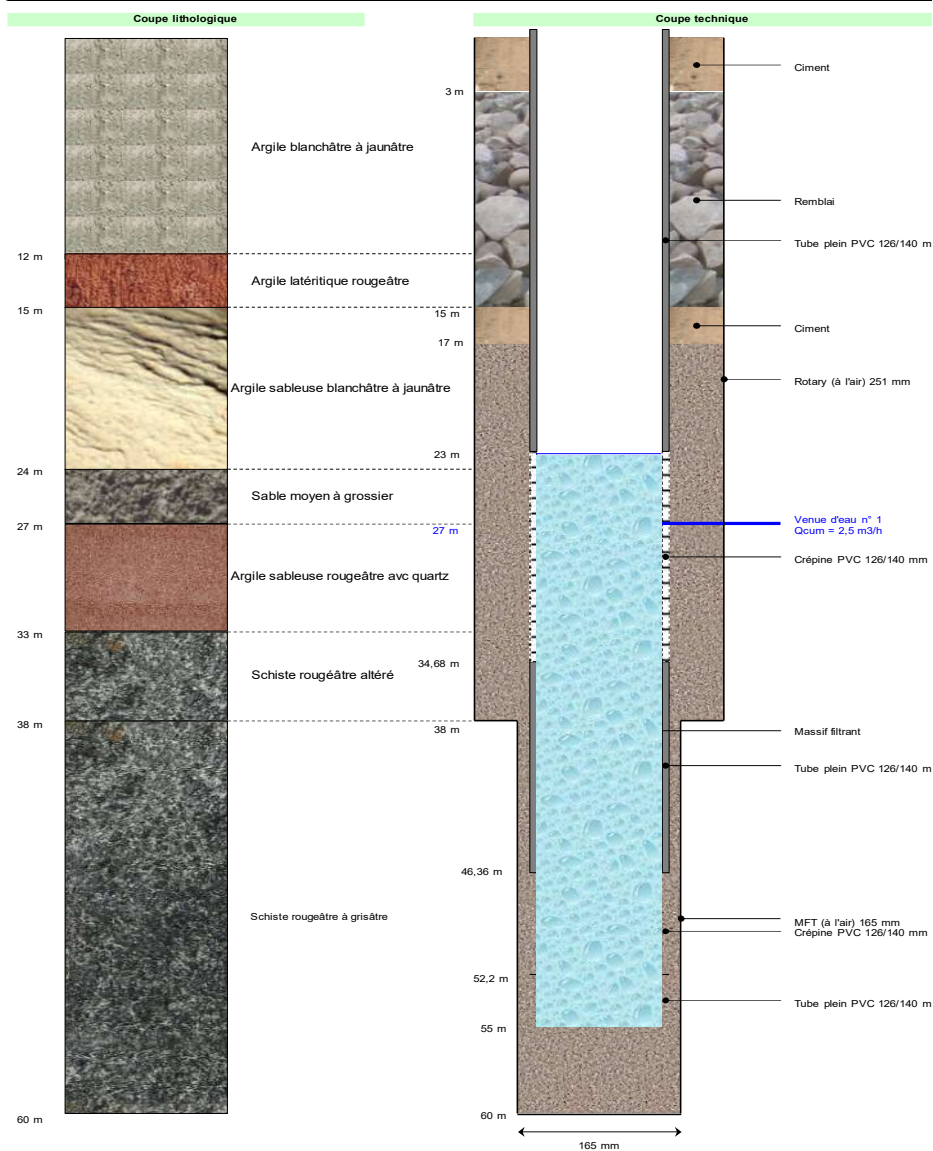 Coupe lithologique
Coupe technique
Ciment
3 m
Argile blanchâtre à jaunâtre
Remblai
Tube plein PVC 126/140 m
12 m
Argile latéritique rougeâtre
15 m
15 m
Ciment
17 m
Rotary (à l'air) 251 mm
Argile sableuse blanchâtre à jaunâtre
23 m
24 m
Sable moyen à grossier
27 m
27 m
Venue d'eau n° 1
Qcum = 2,5 m3/h
Crépine PVC 126/140 mm
Argile sableuse rougeâtre avc quartz
33 m
34,68 m
Schiste rougéâtre altéré
38 m
38 m
Massif filtrant
Tube plein PVC 126/140 m
46,36 m
Schiste rougeâtre à grisâtre
MFT (à l'air) 165 mm
Crépine PVC 126/140 mm
52,2 m
Tube plein PVC 126/140 m
55 m
60 m
60 m
165 mm